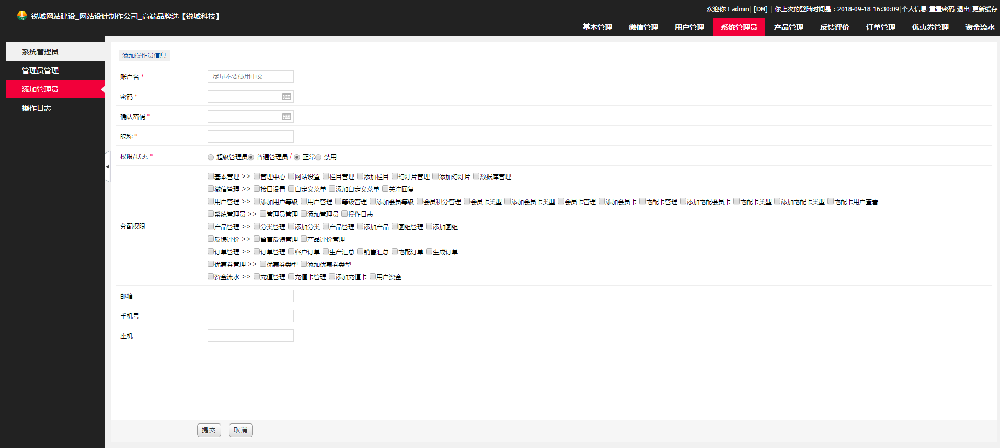 欢迎你！admin| [DM] | 你上次的登陆时间是：2018-09-18 16:30:09|个人信息|重置密码|退出|更新缓存
锐城网站建设_网站设计制作公司_高端品牌选【锐城科技】
基本管理 微信管理 用户管理 系统管理员 产品管理 反馈评价 订单管理 优惠券管理 资金流水
系统管理员
管理员管理
添加管理员
操作日志
添加操作员信息
账户名 * 尽量不要使用中文
密码 *
确认密码 *
昵称 *
权限/状态 * 超级管理员 普通管理员 / 正常 禁用
分配权限
基本管理 >> 管理中心 网站设置 栏目管理 添加栏目 幻灯片管理 添加幻灯片 数据库管理
微信管理 >> 接口设置 自定义菜单 添加自定义菜单 关注回复
用户管理 >> 添加用户等级 用户管理 等级管理 添加会员等级 会员积分管理 会员卡类型 添加会员卡类型 会员卡管理 添加会员卡 宅配卡管理 添加宅配会员卡 宅配卡类型 添加宅配卡类型 宅配卡用户查看
系统管理员 >> 管理员管理 添加管理员 操作日志
产品管理 >> 分类管理 添加分类 产品管理 添加产品 图组管理 添加图组
反馈评价 >> 留言反馈管理 产品评价管理
订单管理 >> 订单管理 客户订单 生产汇总 销售汇总 宅配订单 生成订单
优惠券管理 >> 优惠券类型 添加优惠券类型
资金流水 >> 充值管理 充值卡管理 添加充值卡 用户资金
邮箱
手机号
座机
提交 取消